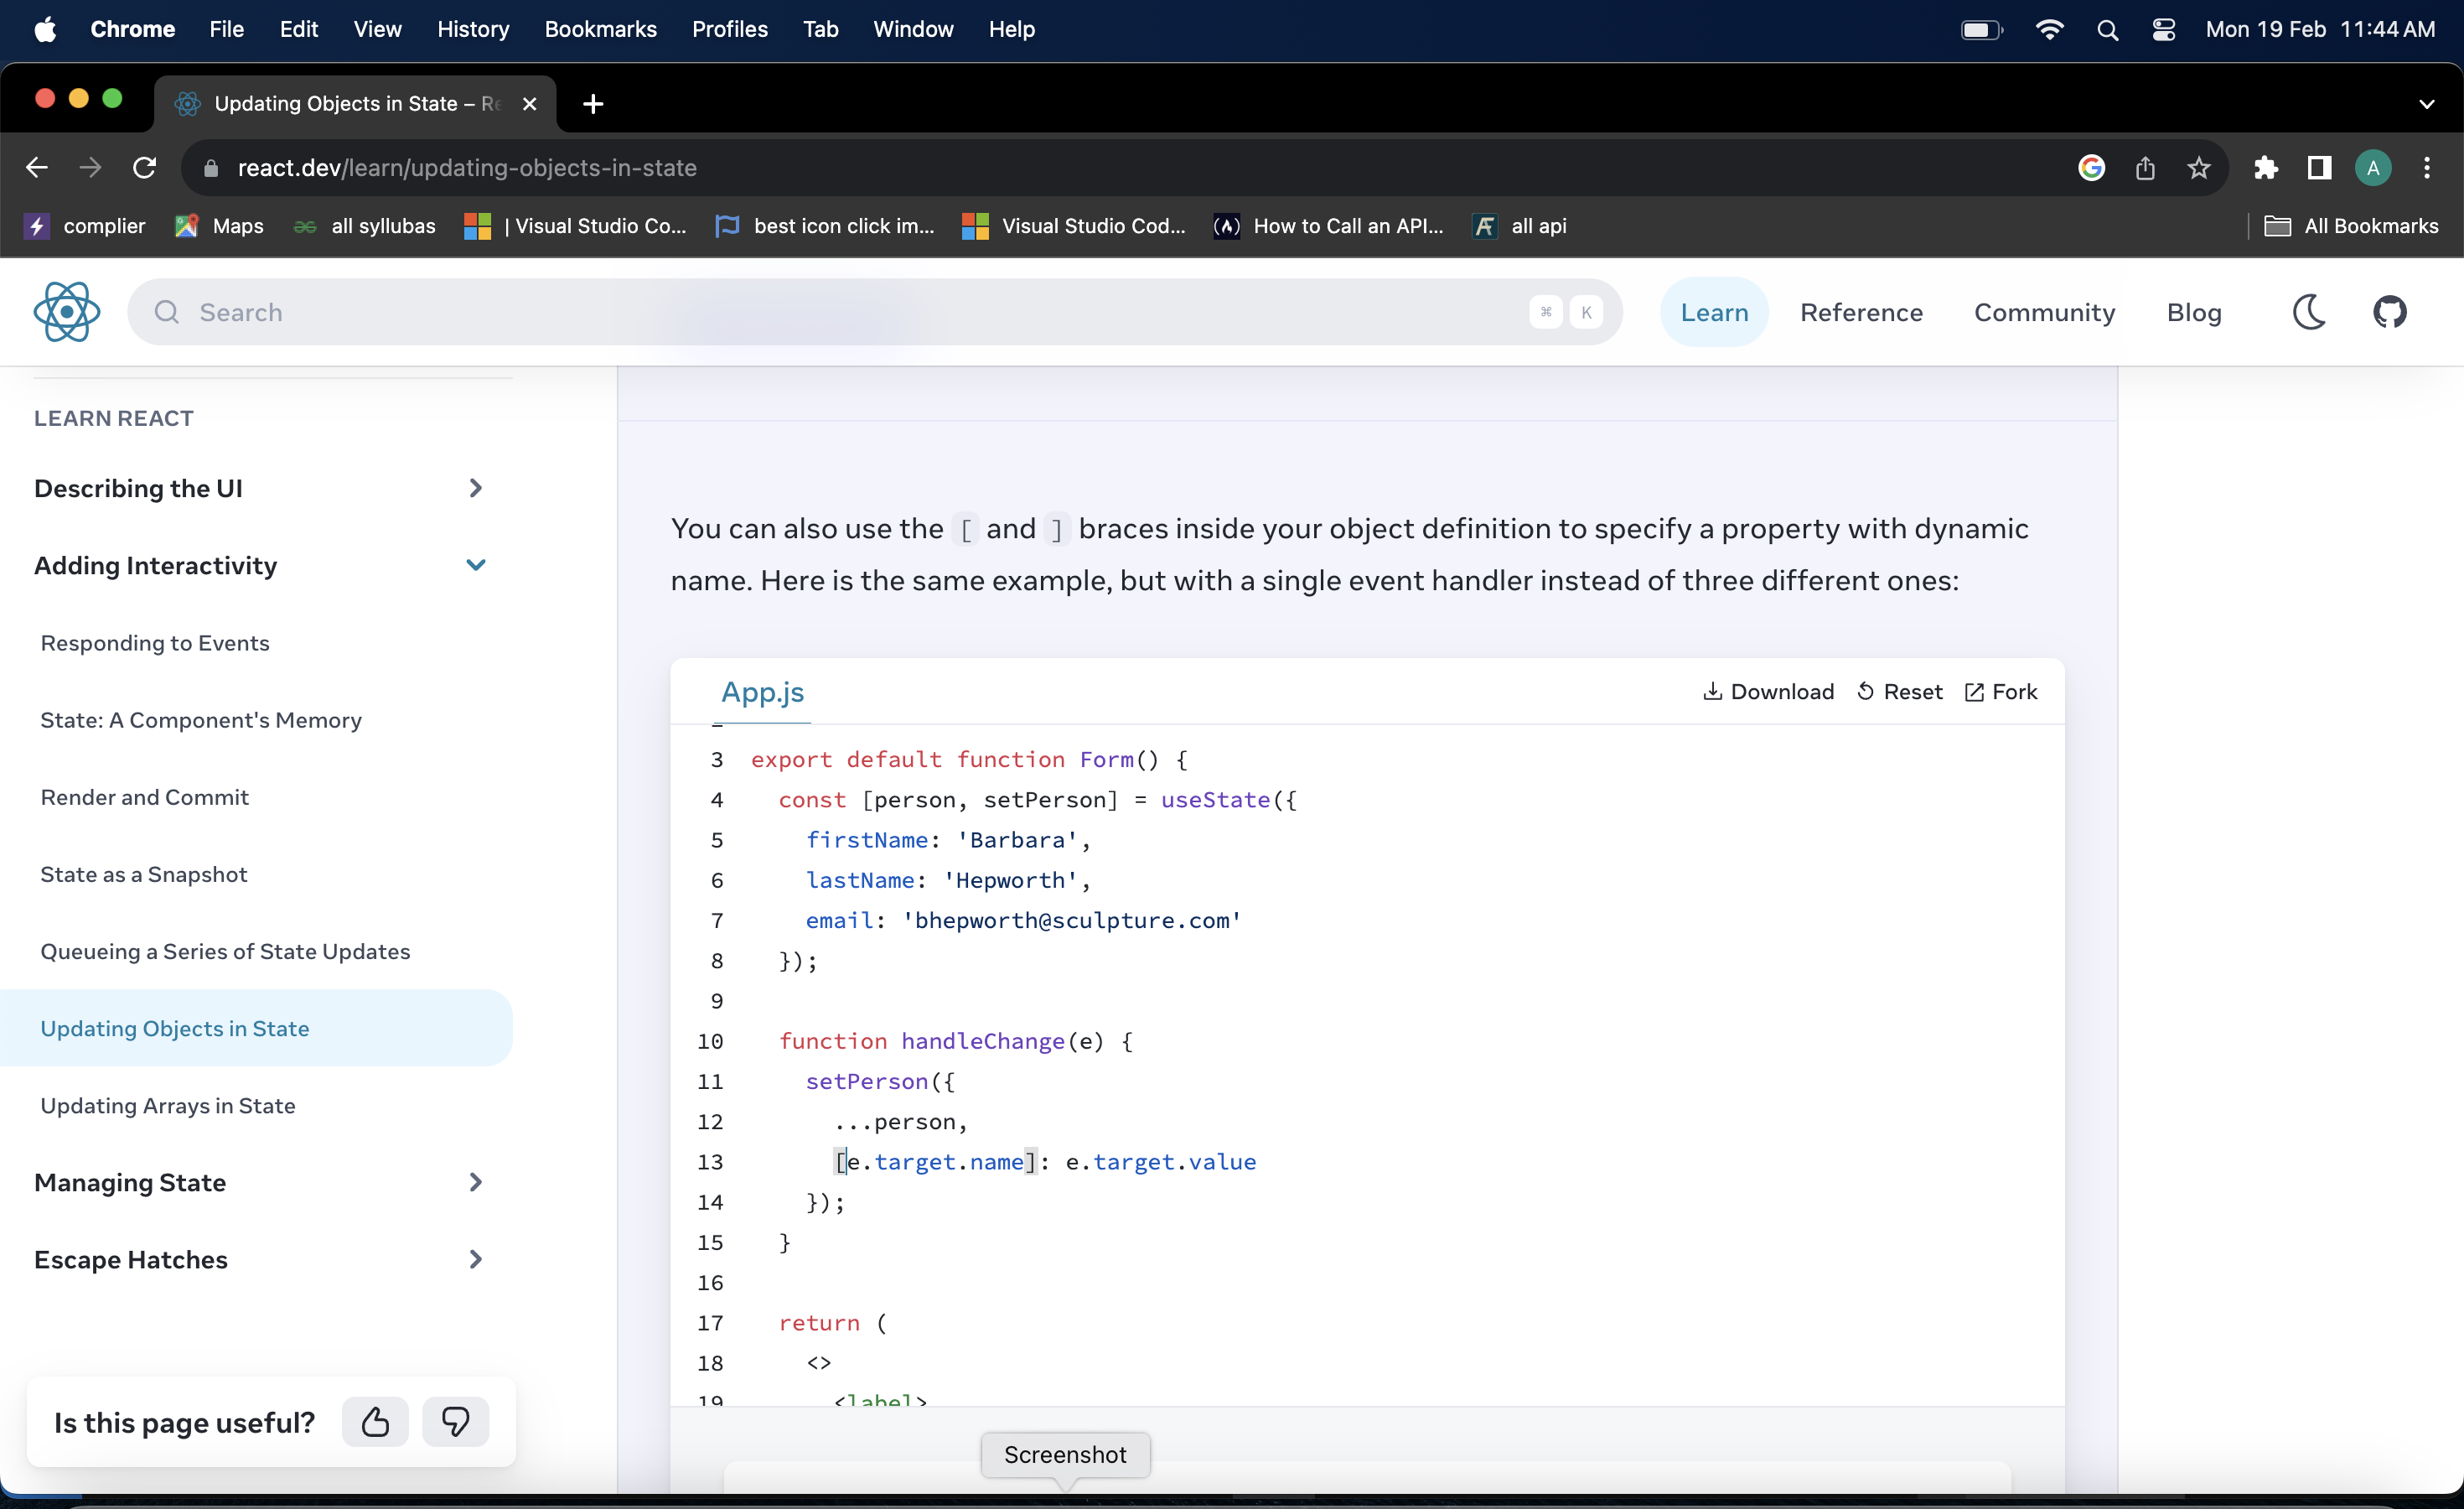 Chrome File Edit View History Bookmarks Profiles Tab Window Help Mon 19 Feb 11:44 AM
Updating Objects in State – Re
react.dev/learn/updating-objects-in-state A
complier Maps all syllubas | Visual Studio Co... best icon click im... Visual Studio Cod... How to Call an API... all api All Bookmarks
Search ⌘ K Learn Reference Community Blog
LEARN REACT
Describing the UI
Adding Interactivity
Responding to Events
State: A Component's Memory
Render and Commit
State as a Snapshot
Queueing a Series of State Updates
Updating Objects in State
Updating Arrays in State
Managing State
Escape Hatches
Is this page useful?
You can also use the [ and ] braces inside your object definition to specify a property with dynamic
name. Here is the same example, but with a single event handler instead of three different ones:
App.js Download Reset Fork
3 export default function Form() {
4 const [person, setPerson] = useState({
5 firstName: 'Barbara',
6 lastName: 'Hepworth',
7 email: 'bhepworth@sculpture.com'
8 });
9
10 function handleChange(e) {
11 setPerson({
12 ...person,
13 [e.target.name]: e.target.value
14 });
15 }
16
17 return (
18 <>
19 <label>
Screenshot